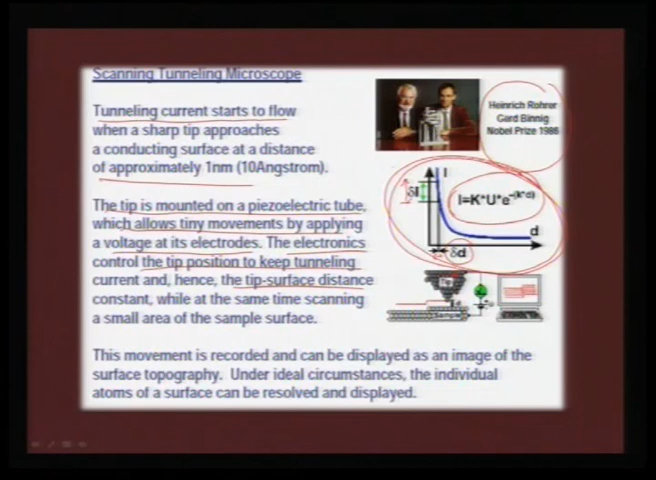 Scanning Tunneling Microscope
Tunneling current starts to flow
when a sharp tip approaches
a conducting surface at a distance
of approximately 1nm (10Angstrom).
The tip is mounted on a piezoelectric tube,
which allows tiny movements by applying
a voltage at its electrodes. The electronics
control the tip position to keep tunneling
current and, hence, the tip-surface distance
constant, while at the same time scanning
a small area of the sample surface.
This movement is recorded and can be displayed as an image of the
surface topography. Under ideal circumstances, the individual
atoms of a surface can be resolved and displayed.
Heinrich Rohrer
Gerd Binnig
Nobel Prize 1986
I
δI
I=K*U*e-(k*d)
d
δd
Tip
Sample